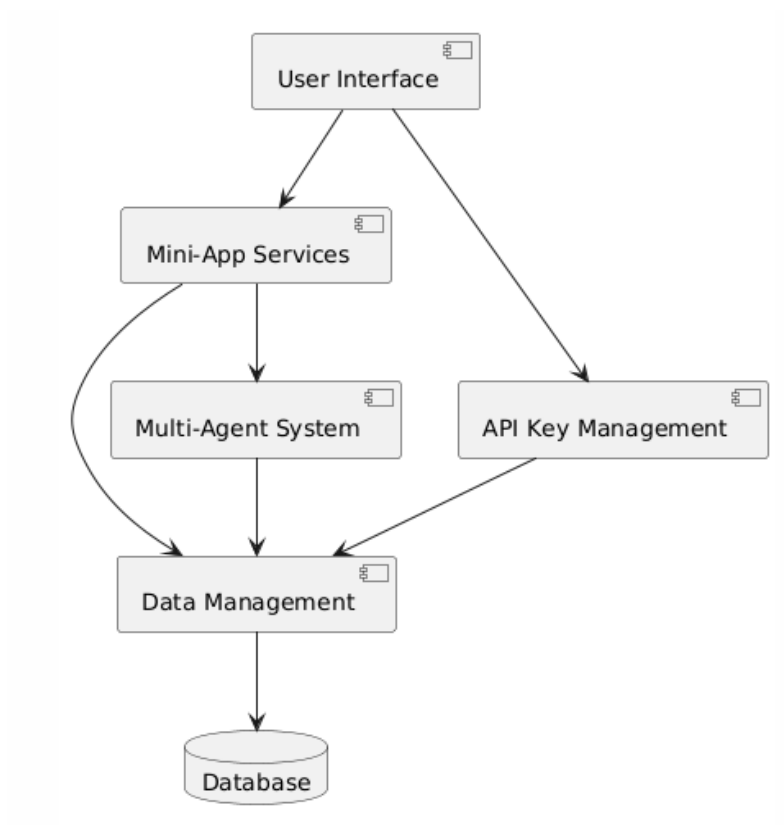 User Interface
Mini-App Services
Multi-Agent System
API Key Management
Data Management
Database